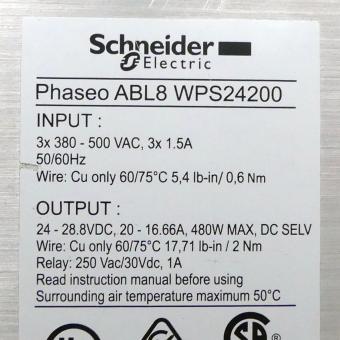 Schneider
Electric
Phaseo ABL8 WPS24200
INPUT :
3x 380 - 500 VAC, 3x 1.5A
50/60Hz
Wire: Cu only 60/75°C 5,4 lb-in/ 0,6 Nm
OUTPUT :
24 - 28.8VDC, 20 - 16.66A, 480W MAX, DC SELV
Wire: Cu only 60/75°C 17,71 lb-in / 2 Nm
Relay: 250 Vac/30Vdc, 1A
Read instruction manual before using
Surrounding air temperature maximum 50°C